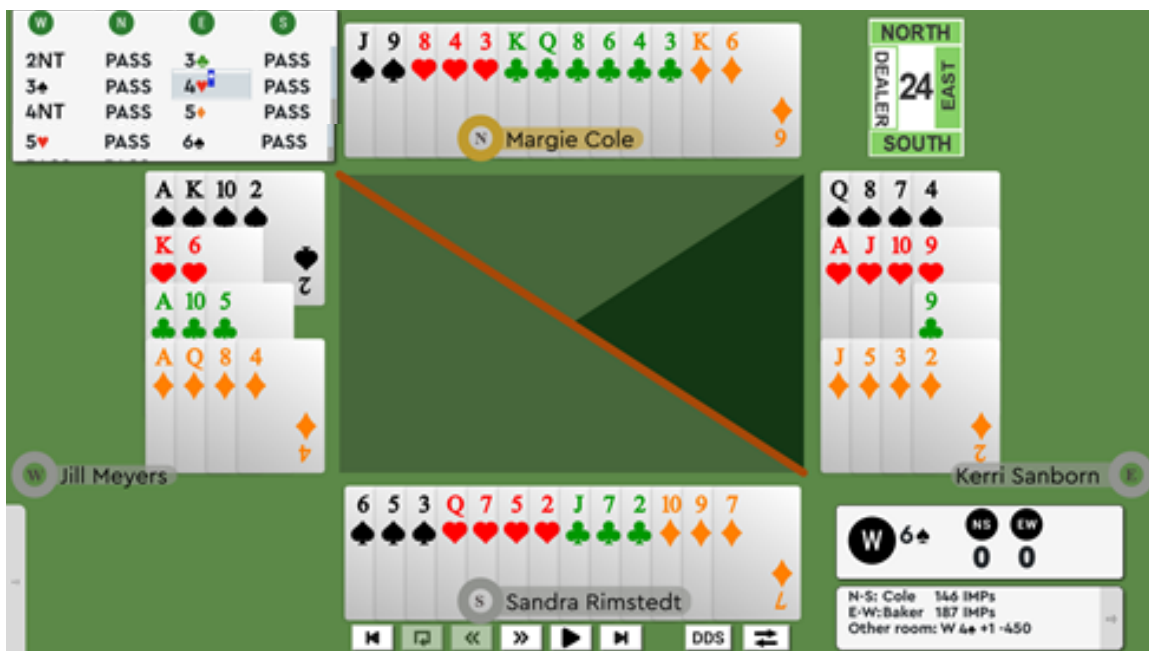 W N E S
2NT PASS 3♣ PASS
3♠ PASS 4♥ PASS
4NT PASS 5♦ PASS
5♥ PASS 6♠ PASS
J 9 8 4 3 K Q 8 6 4 3 K 6
6
N Margie Cole
NORTH
DEALER 24 EAST
SOUTH
A K 10 2
2
K 6
A 10 5
A Q 8 4
4
W Jill Meyers
Q 8 7 4
A J 10 9
9
J 5 3 2
2
Kerri Sanborn E
6 5 3 Q 7 5 2 J 7 2 10 9 7
7
S Sandra Rimstedt
W 6♠ NS EW
0 0
N-S: Cole 146 IMPs
E-W: Baker 187 IMPs
Other room: W 4♠ +1 -450
DDS